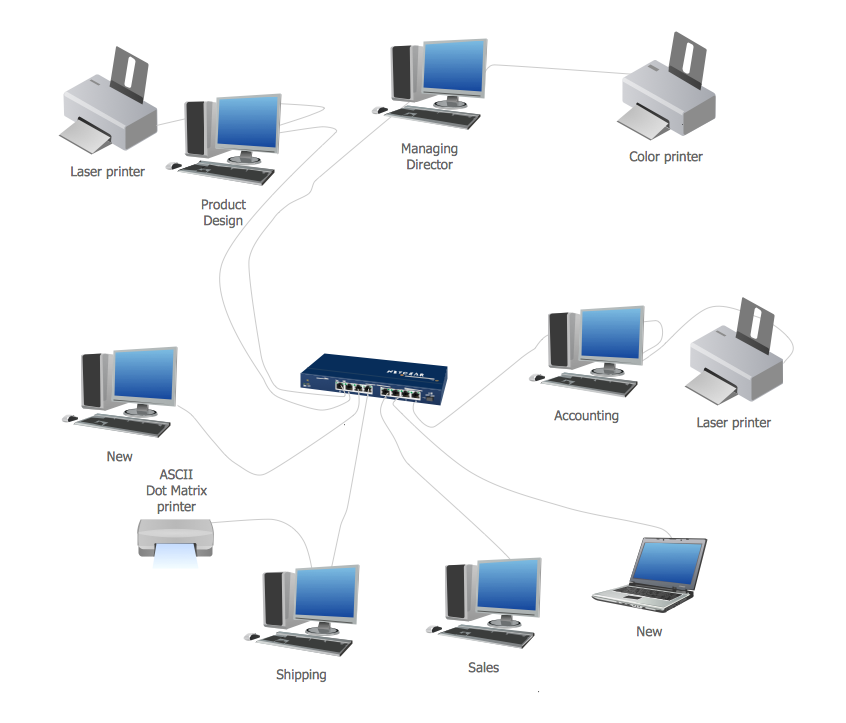 Laser printer
Product
Design
Managing
Director
Color printer
NETGEAR
Accounting
Laser printer
New
ASCII
Dot Matrix
printer
Shipping
Sales
New